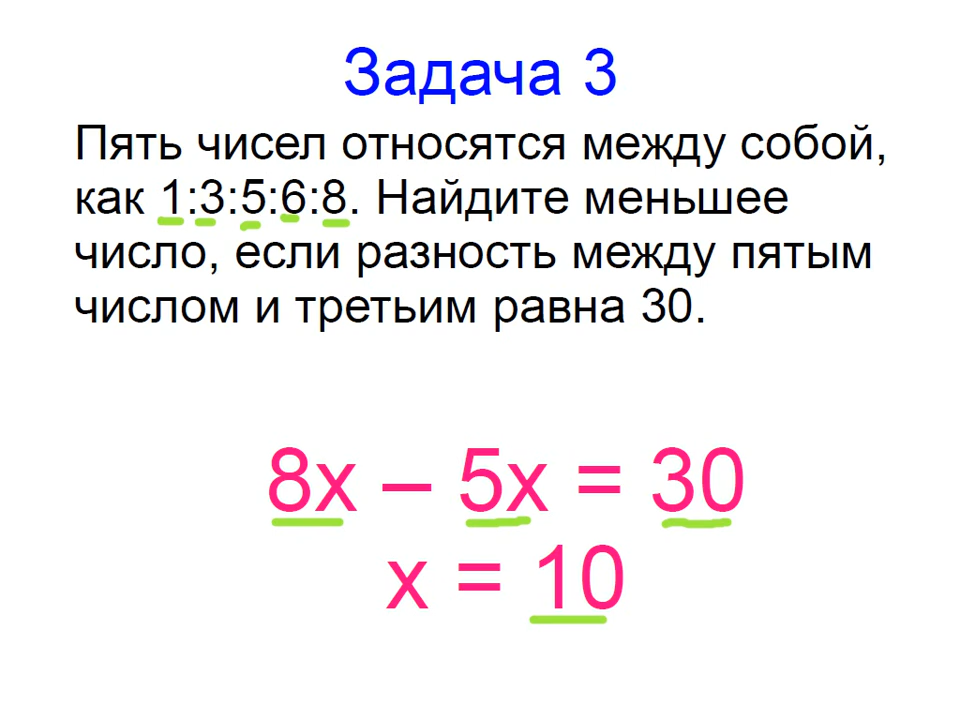 Задача 3
Пять чисел относятся между собой,
как 1:3:5:6:8. Найдите меньшее
число, если разность между пятым
числом и третьим равна 30.
8x – 5x = 30
x = 10